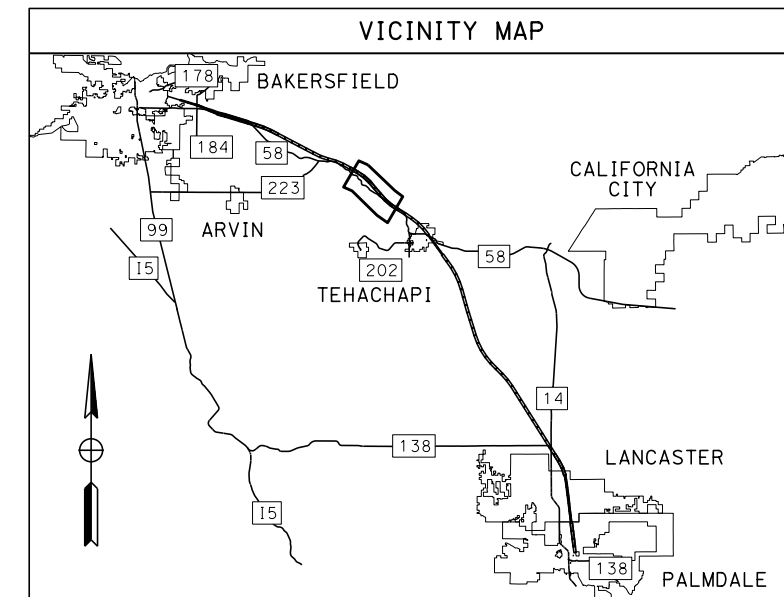 VICINITY MAP
178
BAKERSFIELD
184
58
223
CALIFORNIA
CITY
ARVIN
99
I5
202
58
TEHACHAPI
14
138
LANCASTER
I5
138
PALMDALE